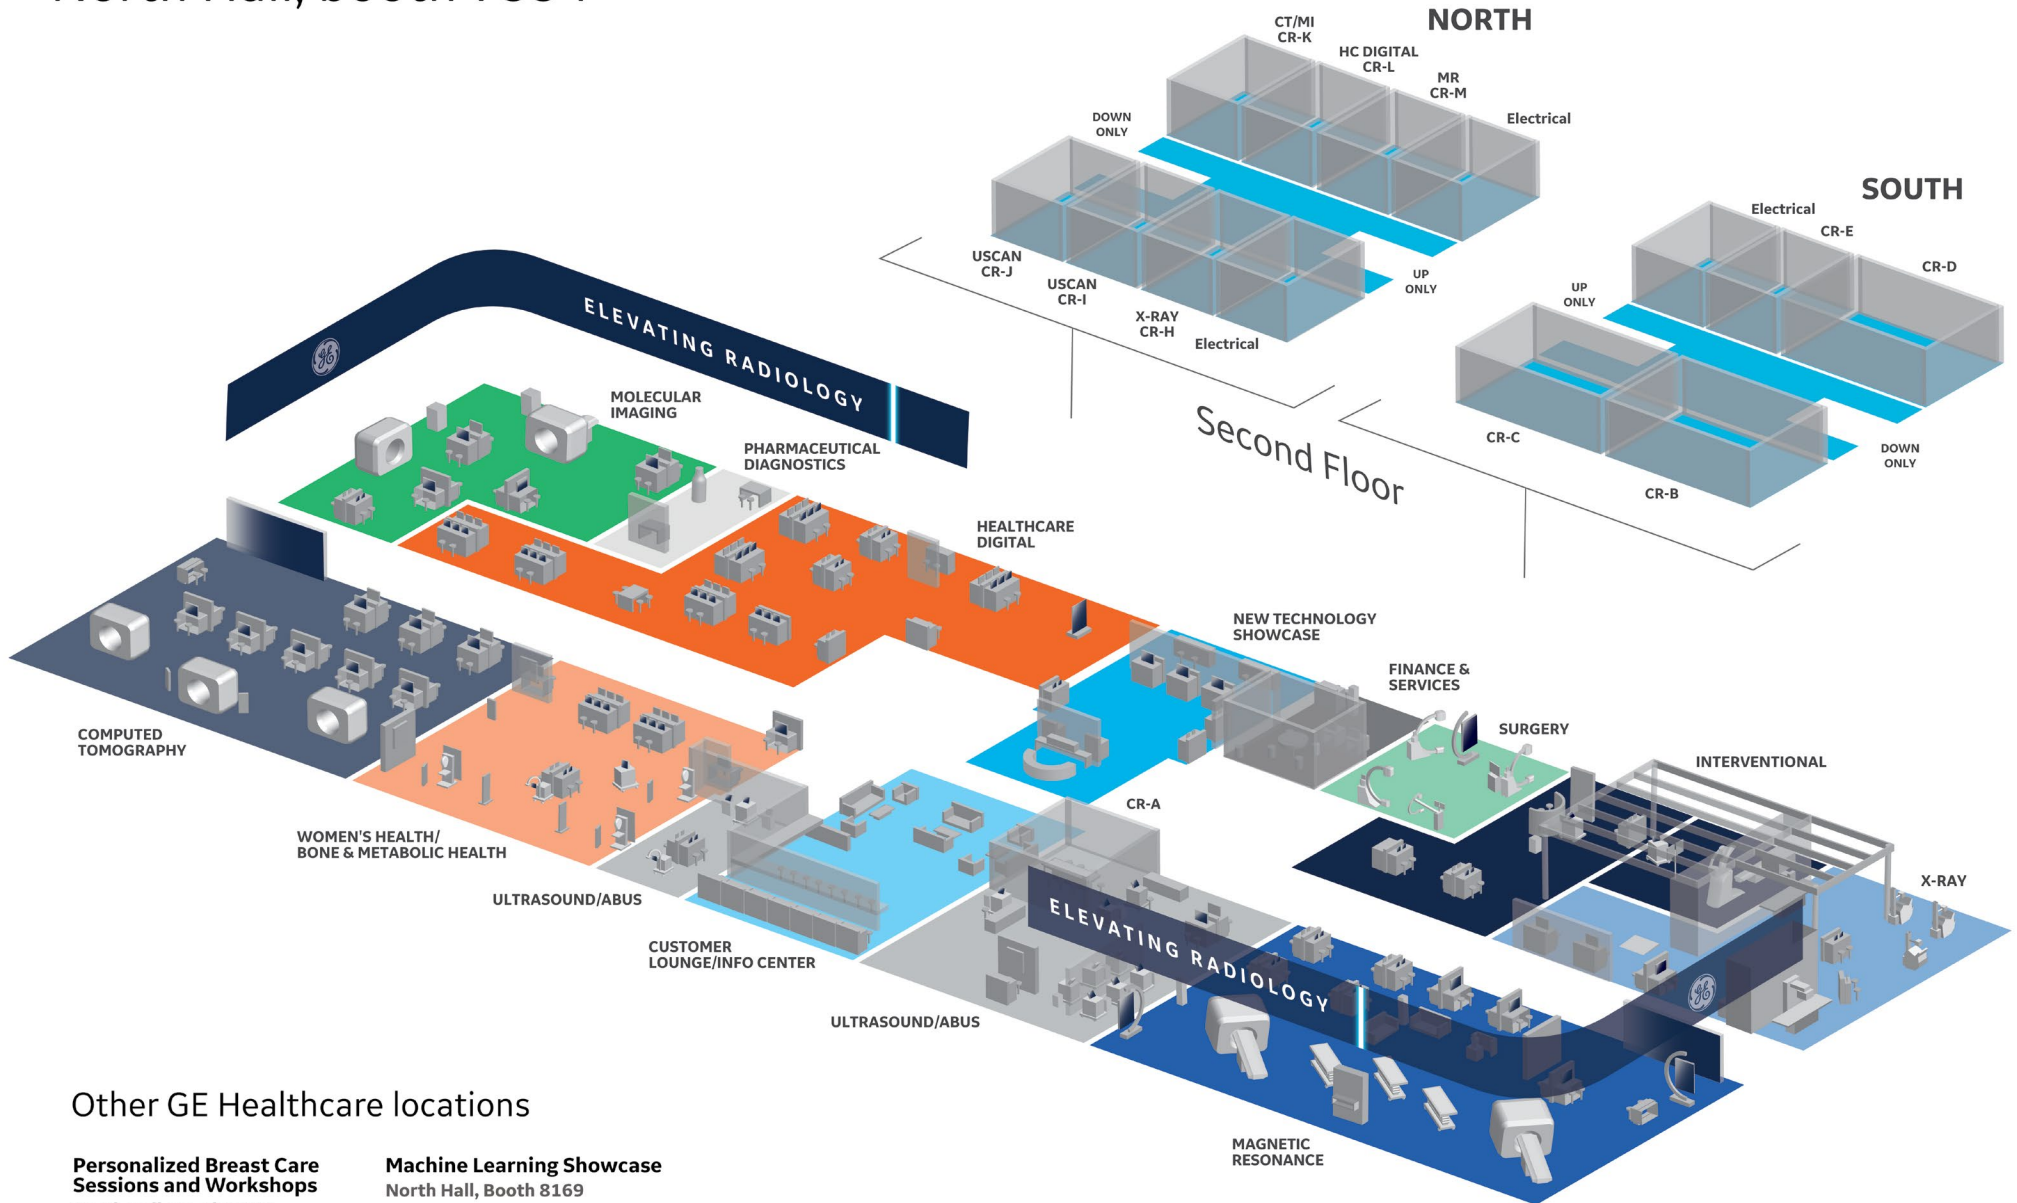 NORTH
CT/MI
CR-K
HC DIGITAL
CR-L
MR
CR-M
Electrical
DOWN
ONLY
SOUTH
Electrical
CR-E
CR-D
USCAN
CR-J
USCAN
CR-I
X-RAY
CR-H
Electrical
UP
ONLY
UP
ONLY
CR-C
CR-B
DOWN
ONLY
Second Floor
GE
ELEVATING RADIOLOGY
MOLECULAR
IMAGING
PHARMACEUTICAL
DIAGNOSTICS
HEALTHCARE
DIGITAL
NEW TECHNOLOGY
SHOWCASE
FINANCE &
SERVICES
SURGERY
INTERVENTIONAL
X-RAY
COMPUTED
TOMOGRAPHY
CR-A
WOMEN'S HEALTH/
BONE & METABOLIC HEALTH
ULTRASOUND/ABUS
CUSTOMER
LOUNGE/INFO CENTER
ULTRASOUND/ABUS
ELEVATING RADIOLOGY
GE
MAGNETIC
RESONANCE
Other GE Healthcare locations
Personalized Breast Care
Sessions and Workshops
Machine Learning Showcase
North Hall, Booth 8169